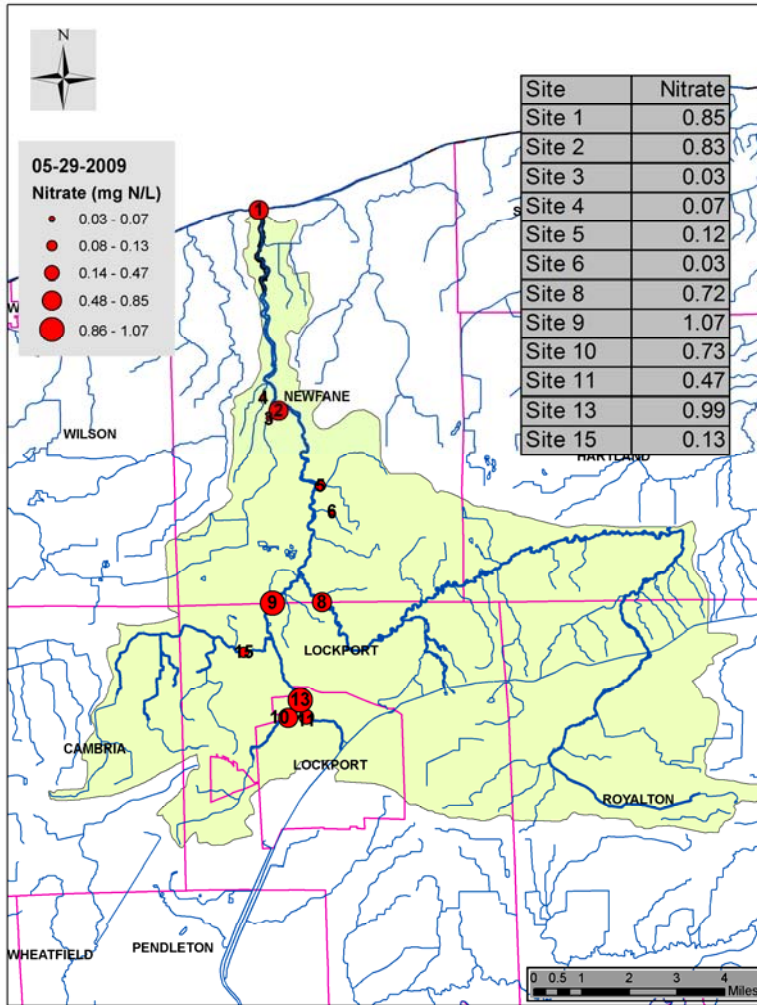 N
05-29-2009
Nitrate (mg N/L)
0.03 - 0.07
0.08 - 0.13
0.14 - 0.47
0.48 - 0.85
0.86 - 1.07
Site Nitrate
Site 1 0.85
Site 2 0.83
Site 3 0.03
Site 4 0.07
Site 5 0.12
Site 6 0.03
Site 8 0.72
Site 9 1.07
Site 10 0.73
Site 11 0.47
Site 13 0.99
Site 15 0.13
S
W
1
4 NEWFANE
2
3
WILSON
HARTLAND
5
6
9 8
15 LOCKPORT
13
10 11
CAMBRIA
LOCKPORT
ROYALTON
WHEATFIELD PENDLETON
0 0.5 1 2 3 4
Miles